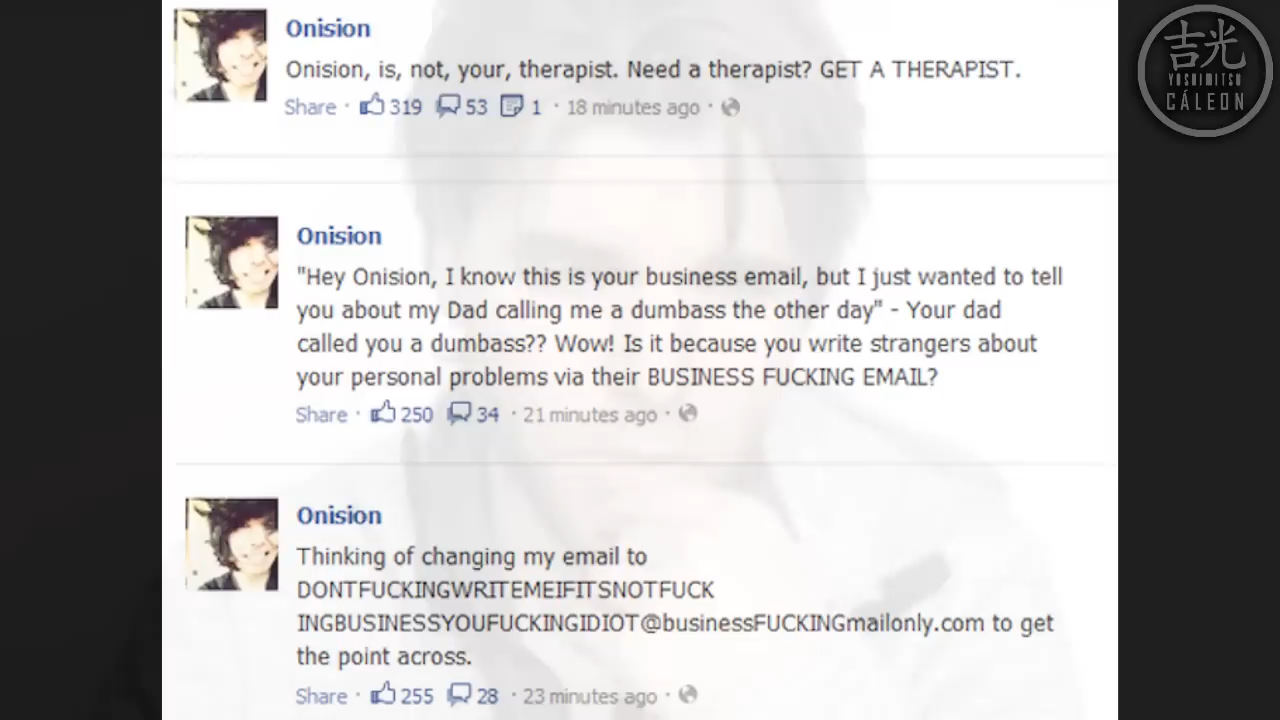 吉光
YOSHIMITSU
CÁLEON
Onision
Onision, is, not, your, therapist. Need a therapist? GET A THERAPIST.
Share · 319 53 1 · 18 minutes ago ·
Onision
"Hey Onision, I know this is your business email, but I just wanted to tell
you about my Dad calling me a dumbass the other day" - Your dad
called you a dumbass?? Wow! Is it because you write strangers about
your personal problems via their BUSINESS FUCKING EMAIL?
Share · 250 34 · 21 minutes ago ·
Onision
Thinking of changing my email to
DONTFUCKINGWRITEMEIFITSNOTFUCK
INGBUSINESSYOUFUCKINGIDIOT@businessFUCKINGmailonly.com to get
the point across.
Share · 255 28 · 23 minutes ago ·